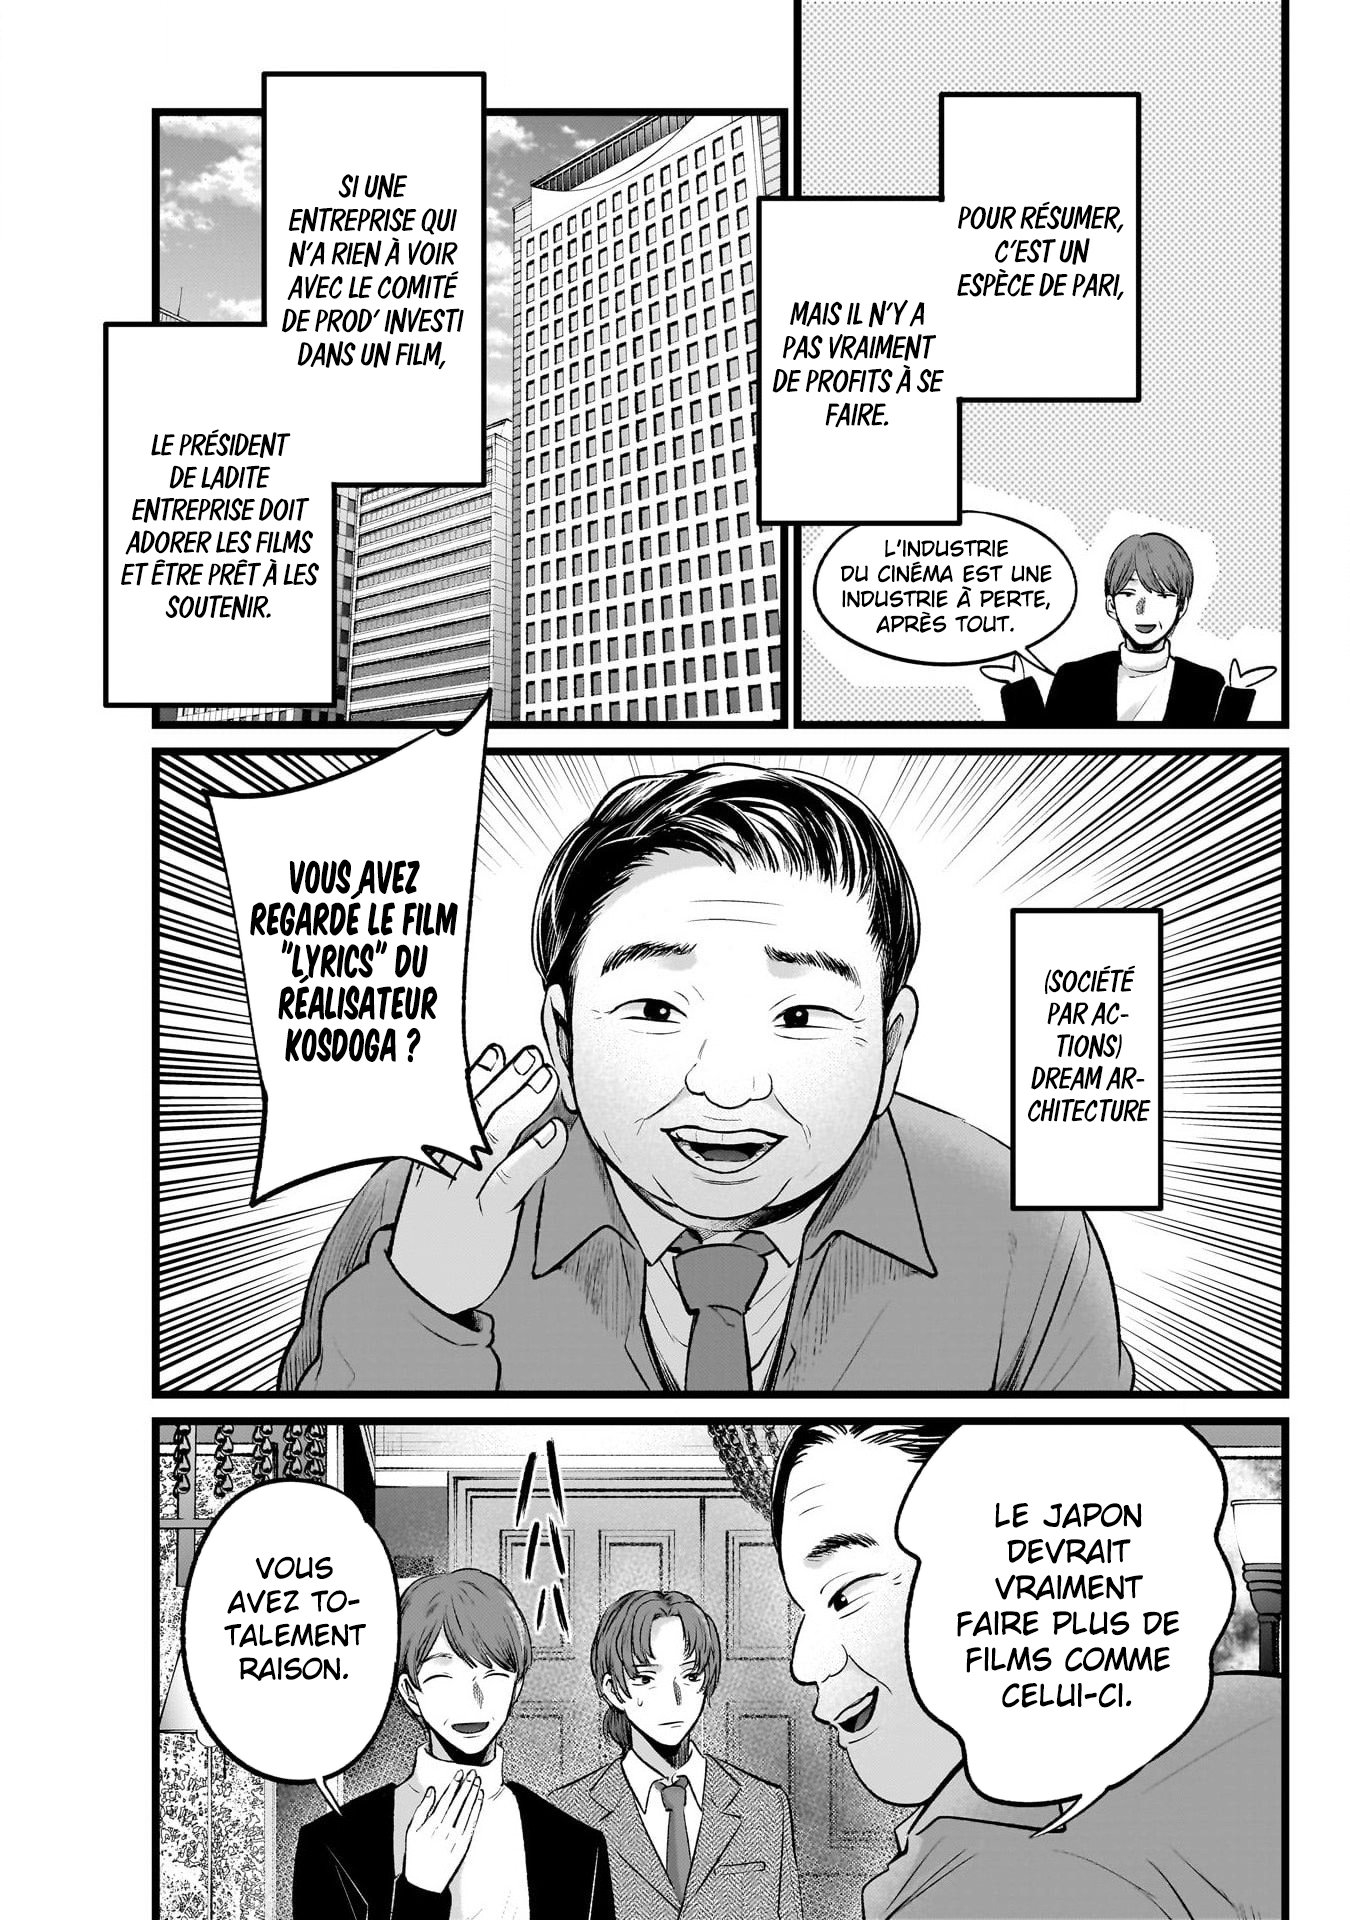 POUR RÉSUMER,
C'EST UN
ESPÈCE DE PARI,
MAIS IL N'Y A
PAS VRAIMENT
DE PROFITS À SE
FAIRE.
L'INDUSTRIE
DU CINÉMA EST UNE
INDUSTRIE À PERTE,
APRÈS TOUT.
SI UNE
ENTREPRISE QUI
N'A RIEN À VOIR
AVEC LE COMITÉ
DE PROD' INVESTI
DANS UN FILM,
LE PRÉSIDENT
DE LADITE
ENTREPRISE DOIT
ADORER LES FILMS
ET ÊTRE PRÊT À LES
SOUTENIR.
(SOCIÉTÉ
PAR AC-
TIONS)
DREAM AR-
CHITECTURE
VOUS AVEZ
REGARDÉ LE FILM
"LYRICS" DU
RÉALISATEUR
KOSDOGA ?
LE JAPON
DEVRAIT
VRAIMENT
FAIRE PLUS DE
FILMS COMME
CELUI-CI.
VOUS
AVEZ TO-
TALEMENT
RAISON.